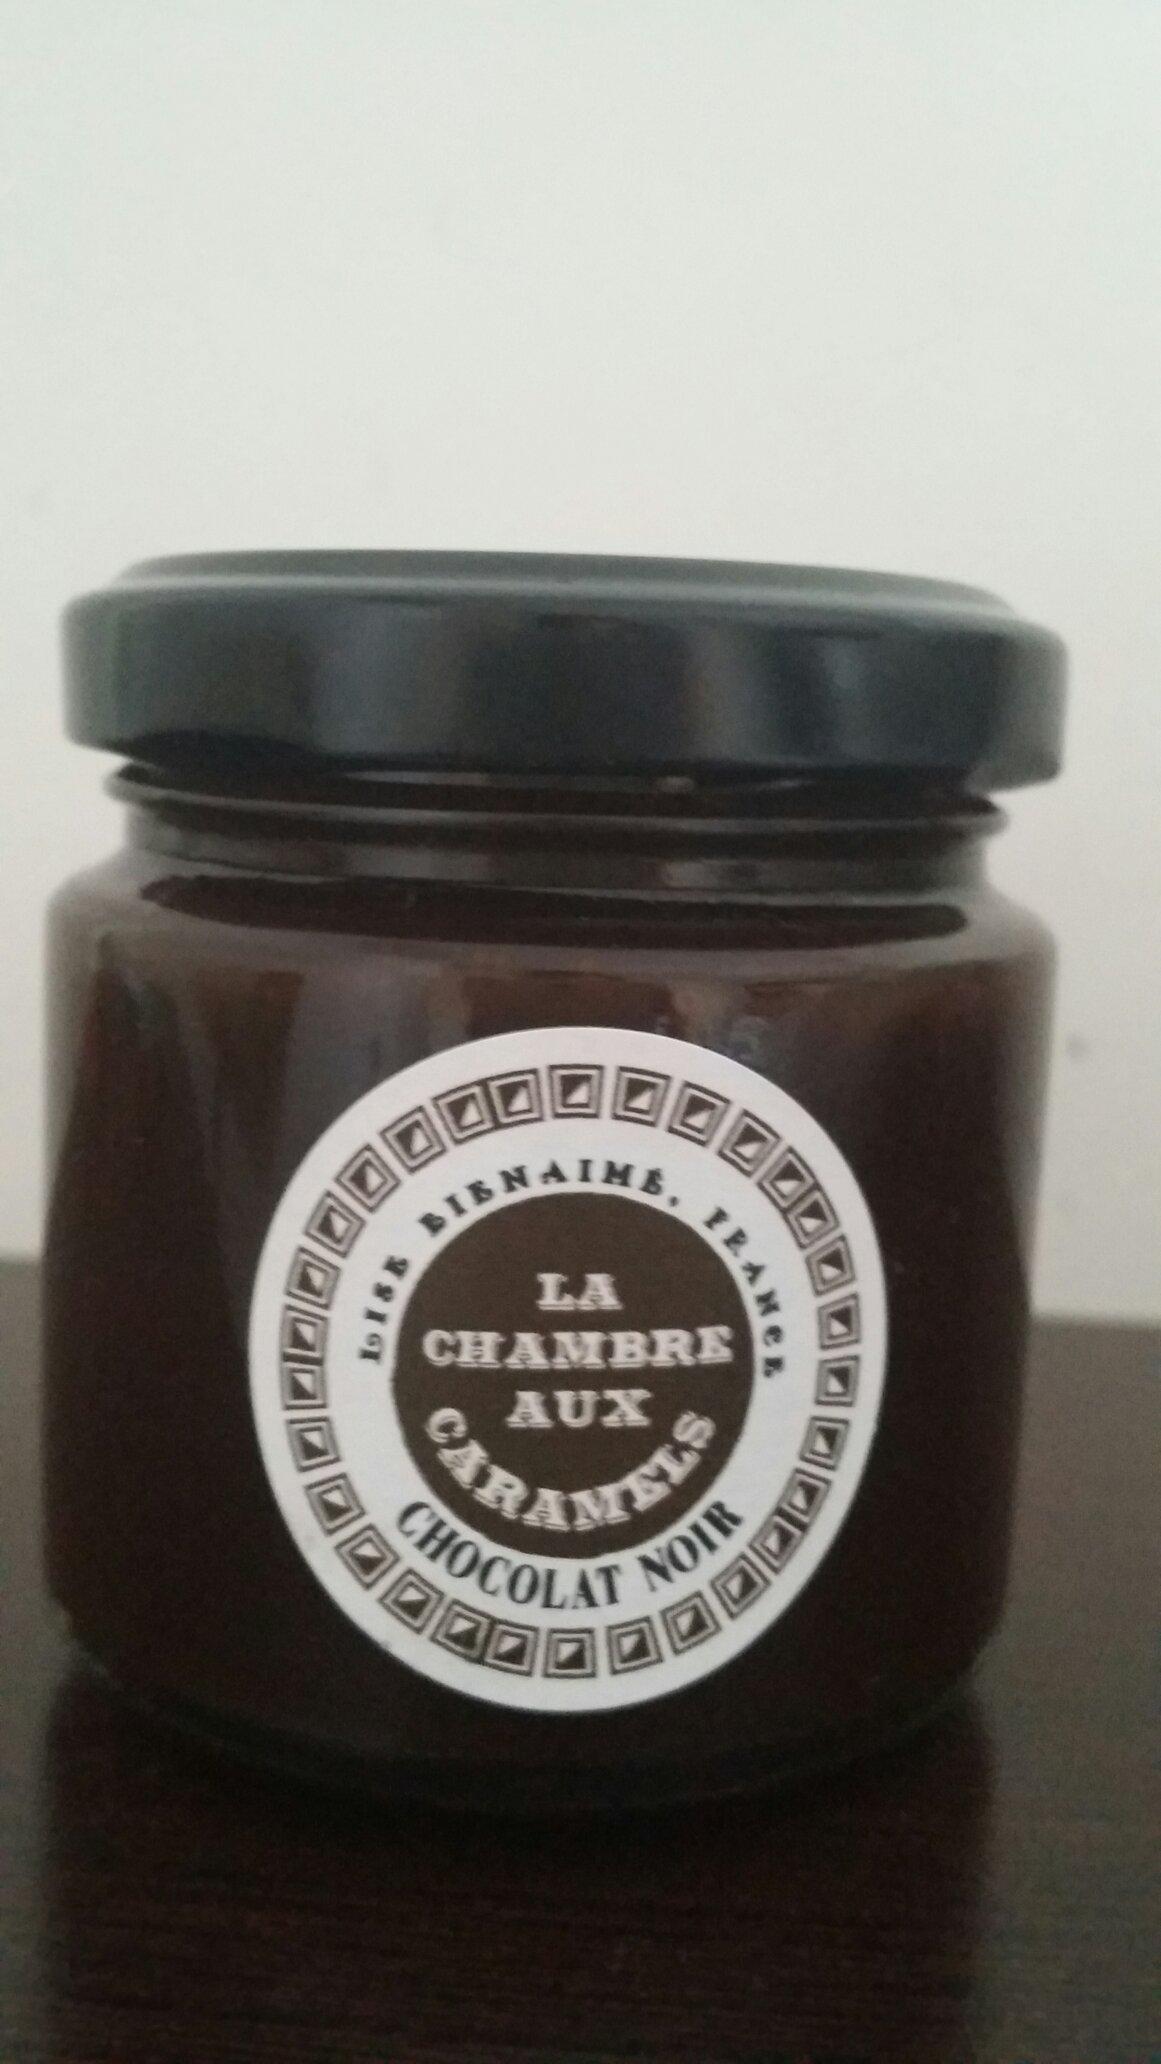 LISE BIENAIMÉ, FRANCE
LA
CHAMBRE
AUX
CARAMELS
CHOCOLAT NOIR